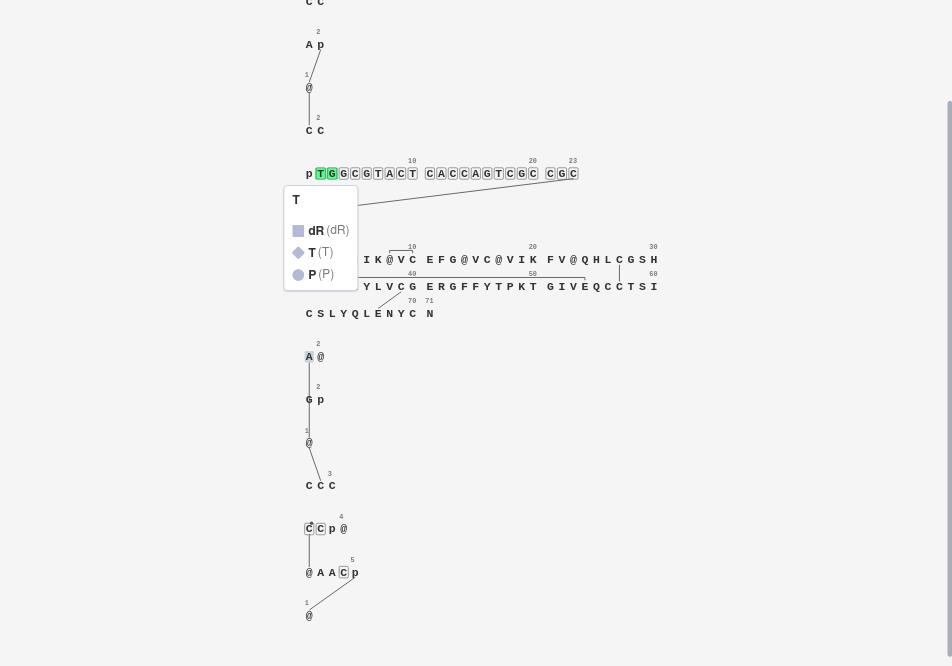 C C
2
A p
1
@
2
C C
10 20 23
p T G G C G T A C T C A C C A G T C G C C G C
T
dR (dR)
T (T)
P (P)
10 20 30
I K @ V C E F G @ V C @ V I K F V @ Q H L C G S H
40 50 60
Y L V C G E R G F F Y T P K T G I V E Q C C T S I
70 71
C S L Y Q L E N Y C N
2
A @
2
G p
1
@
3
C C C
4
C C p @
5
@ A A C p
1
@